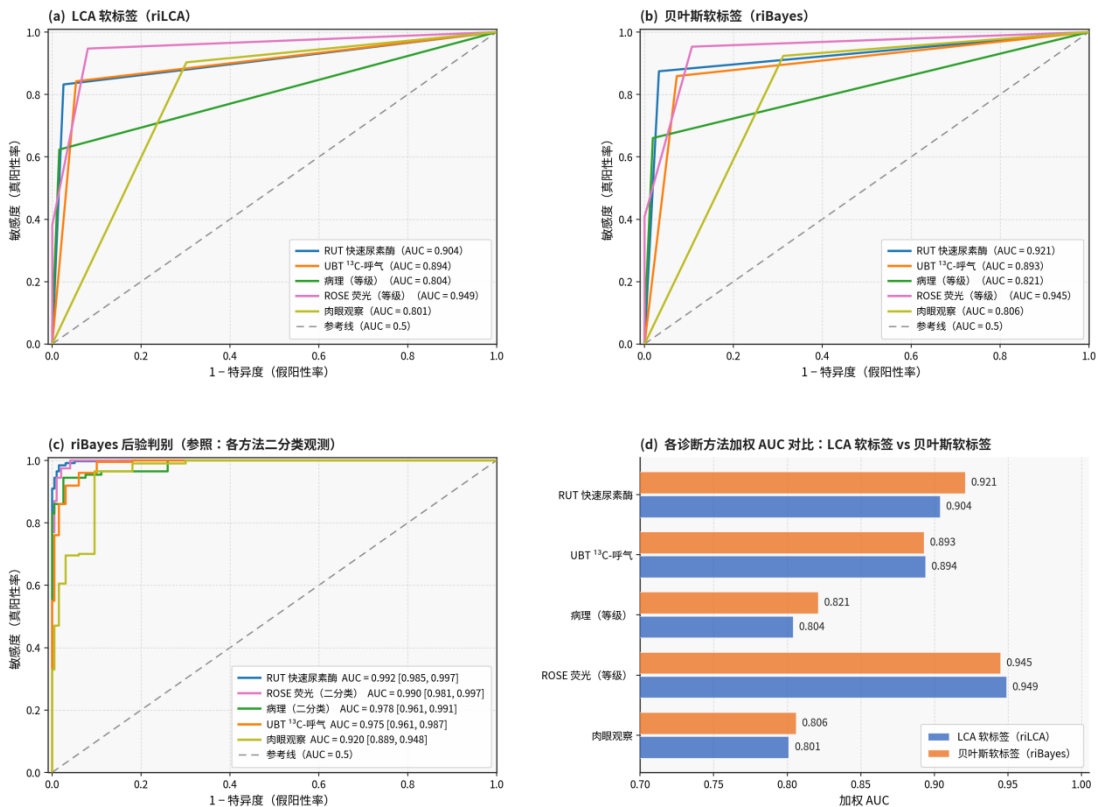 (a) LCA 软标签（riLCA）
1.0
0.8
0.6
0.4
0.2
0.0
敏感度（真阳性率）
RUT 快速尿素酶（AUC = 0.904）
UBT ¹³C-呼气（AUC = 0.894）
病理（等级）（AUC = 0.804）
ROSE 荧光（等级）（AUC = 0.949）
肉眼观察（AUC = 0.801）
参考线（AUC = 0.5）
0.0 0.2 0.4 0.6 0.8 1.0
1 − 特异度（假阳性率）
(b) 贝叶斯软标签（riBayes）
1.0
0.8
0.6
0.4
0.2
0.0
敏感度（真阳性率）
RUT 快速尿素酶（AUC = 0.921）
UBT ¹³C-呼气（AUC = 0.893）
病理（等级）（AUC = 0.821）
ROSE 荧光（等级）（AUC = 0.945）
肉眼观察（AUC = 0.806）
参考线（AUC = 0.5）
0.0 0.2 0.4 0.6 0.8 1.0
1 − 特异度（假阳性率）
(c) riBayes 后验判别（参照：各方法二分类观测）
1.0
0.8
0.6
0.4
0.2
0.0
敏感度（真阳性率）
RUT 快速尿素酶 AUC = 0.992 [0.985, 0.997]
ROSE 荧光（二分类） AUC = 0.990 [0.981, 0.997]
病理（二分类） AUC = 0.978 [0.961, 0.991]
UBT ¹³C-呼气 AUC = 0.975 [0.961, 0.987]
肉眼观察 AUC = 0.920 [0.889, 0.948]
参考线（AUC = 0.5）
0.0 0.2 0.4 0.6 0.8 1.0
1 − 特异度（假阳性率）
(d) 各诊断方法加权 AUC 对比：LCA 软标签 vs 贝叶斯软标签
RUT 快速尿素酶
0.921
0.904
UBT ¹³C-呼气
0.893
0.894
病理（等级）
0.821
0.804
ROSE 荧光（等级）
0.945
0.949
肉眼观察
0.806
0.801
LCA 软标签（riLCA）
贝叶斯软标签（riBayes）
0.70 0.75 0.80 0.85 0.90 0.95 1.00
加权 AUC